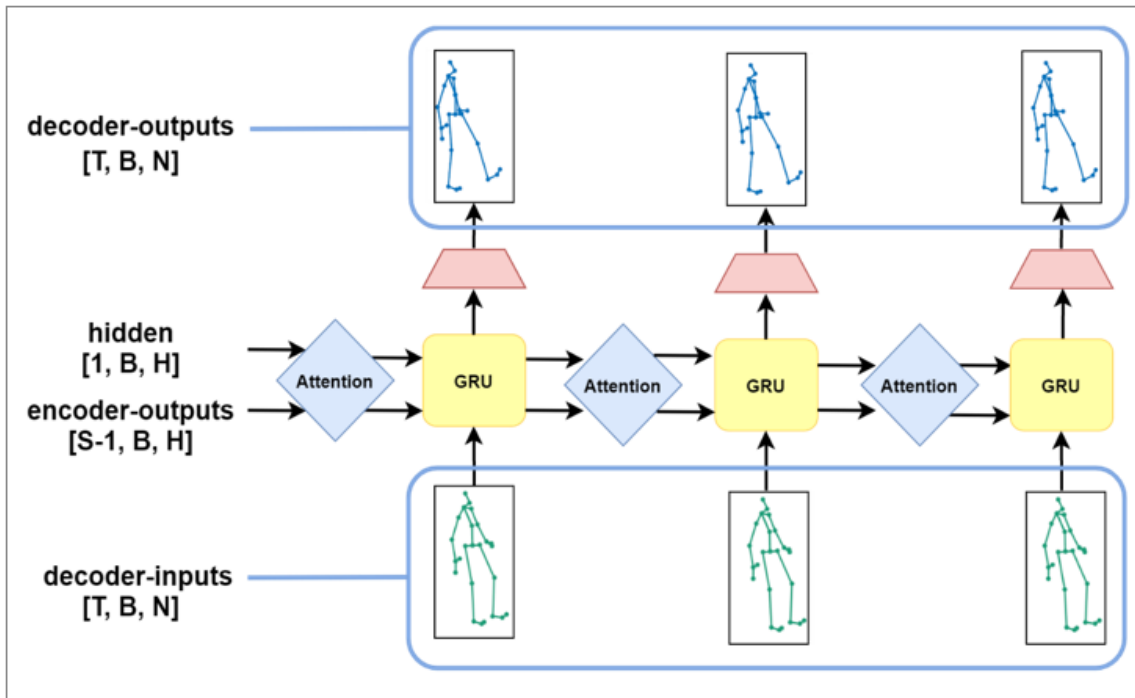 decoder-outputs
[T, B, N]
hidden
[1, B, H]
Attention
GRU
Attention
GRU
Attention
GRU
encoder-outputs
[S-1, B, H]
decoder-inputs
[T, B, N]